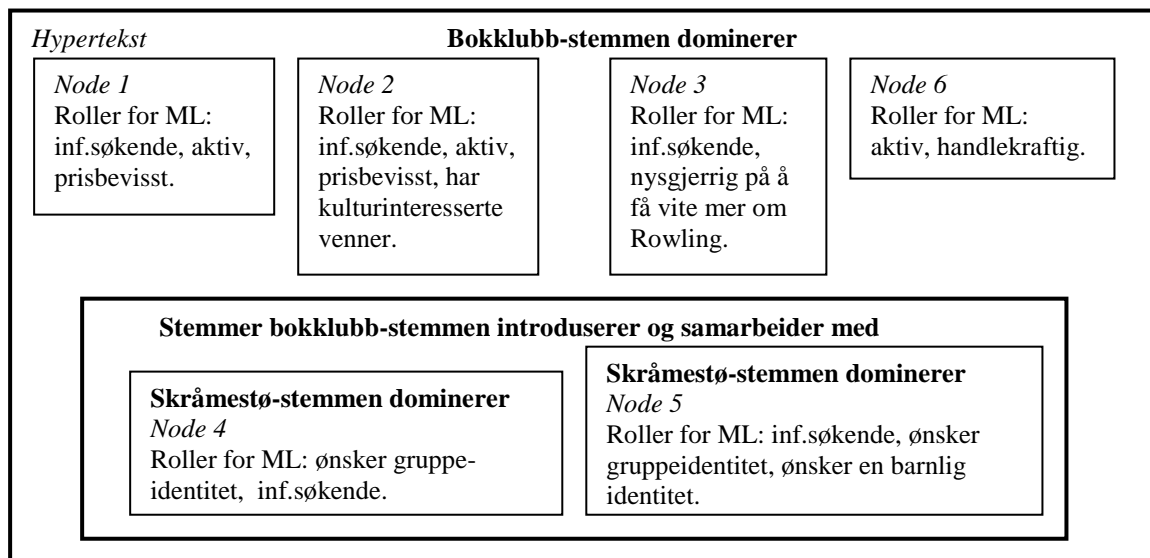 Hypertekst
Bokklubb-stemmen dominerer
Node 1
Roller for ML:
inf.søkende, aktiv,
prisbevisst.
Node 2
Roller for ML:
inf.søkende, aktiv,
prisbevisst, har
kulturinteresserte
venner.
Node 3
Roller for ML:
inf.søkende,
nysgjerrig på å
få vite mer om
Rowling.
Node 6
Roller for ML:
aktiv, handlekraftig.
Stemmer bokklubb-stemmen introduserer og samarbeider med
Skråmestø-stemmen dominerer
Node 4
Roller for ML: ønsker gruppe-
identitet, inf.søkende.
Skråmestø-stemmen dominerer
Node 5
Roller for ML: inf.søkende, ønsker
gruppeidentitet, ønsker en barnlig
identitet.